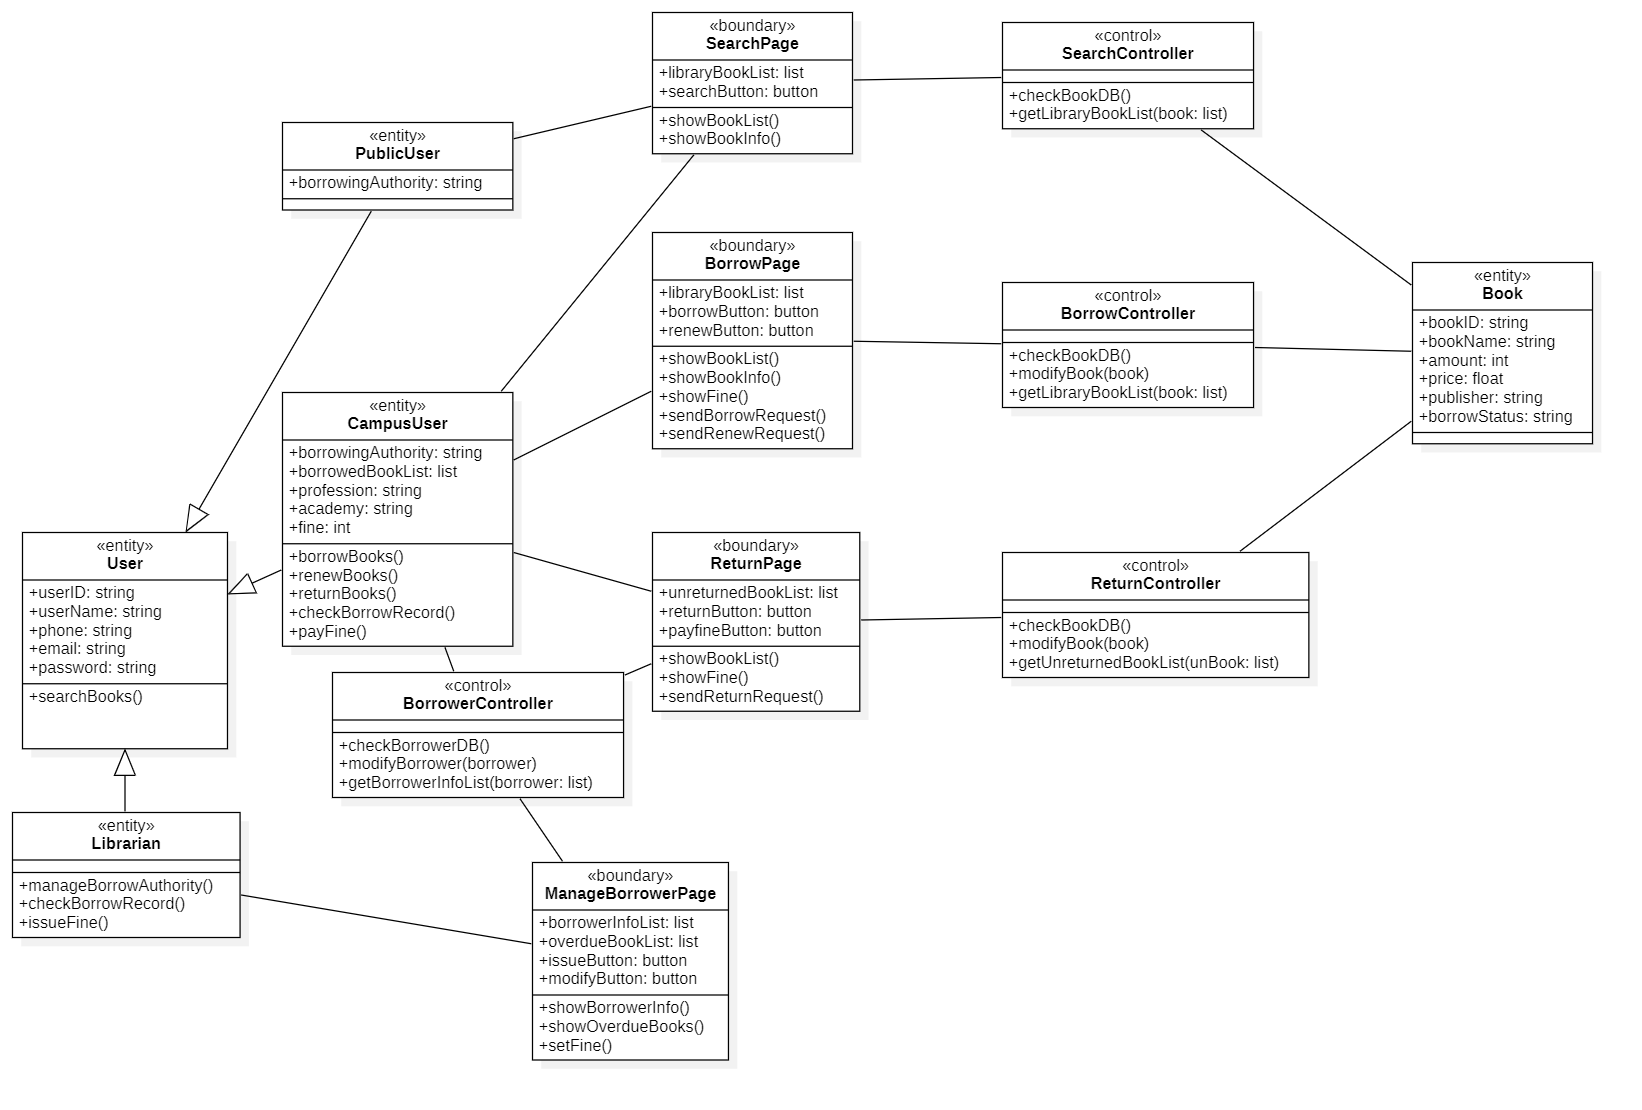 «boundary»
SearchPage
+libraryBookList: list
+searchButton: button
+showBookList()
+showBookInfo()
«control»
SearchController
+checkBookDB()
+getLibraryBookList(book: list)
«entity»
PublicUser
+borrowingAuthority: string
«boundary»
BorrowPage
+libraryBookList: list
+borrowButton: button
+renewButton: button
+showBookList()
+showBookInfo()
+showFine()
+sendBorrowRequest()
+sendRenewRequest()
«control»
BorrowController
+checkBookDB()
+modifyBook(book)
+getLibraryBookList(book: list)
«entity»
Book
+bookID: string
+bookName: string
+amount: int
+price: float
+publisher: string
+borrowStatus: string
«entity»
CampusUser
+borrowingAuthority: string
+borrowedBookList: list
+profession: string
+academy: string
+fine: int
+borrowBooks()
+renewBooks()
+returnBooks()
+checkBorrowRecord()
+payFine()
«entity»
User
+userID: string
+userName: string
+phone: string
+email: string
+password: string
+searchBooks()
«boundary»
ReturnPage
+unreturnedBookList: list
+returnButton: button
+payfineButton: button
+showBookList()
+showFine()
+sendReturnRequest()
«control»
ReturnController
+checkBookDB()
+modifyBook(book)
+getUnreturnedBookList(unBook: list)
«control»
BorrowerController
+checkBorrowerDB()
+modifyBorrower(borrower)
+getBorrowerInfoList(borrower: list)
«entity»
Librarian
+manageBorrowAuthority()
+checkBorrowRecord()
+issueFine()
«boundary»
ManageBorrowerPage
+borrowerInfoList: list
+overdueBookList: list
+issueButton: button
+modifyButton: button
+showBorrowerInfo()
+showOverdueBooks()
+setFine()